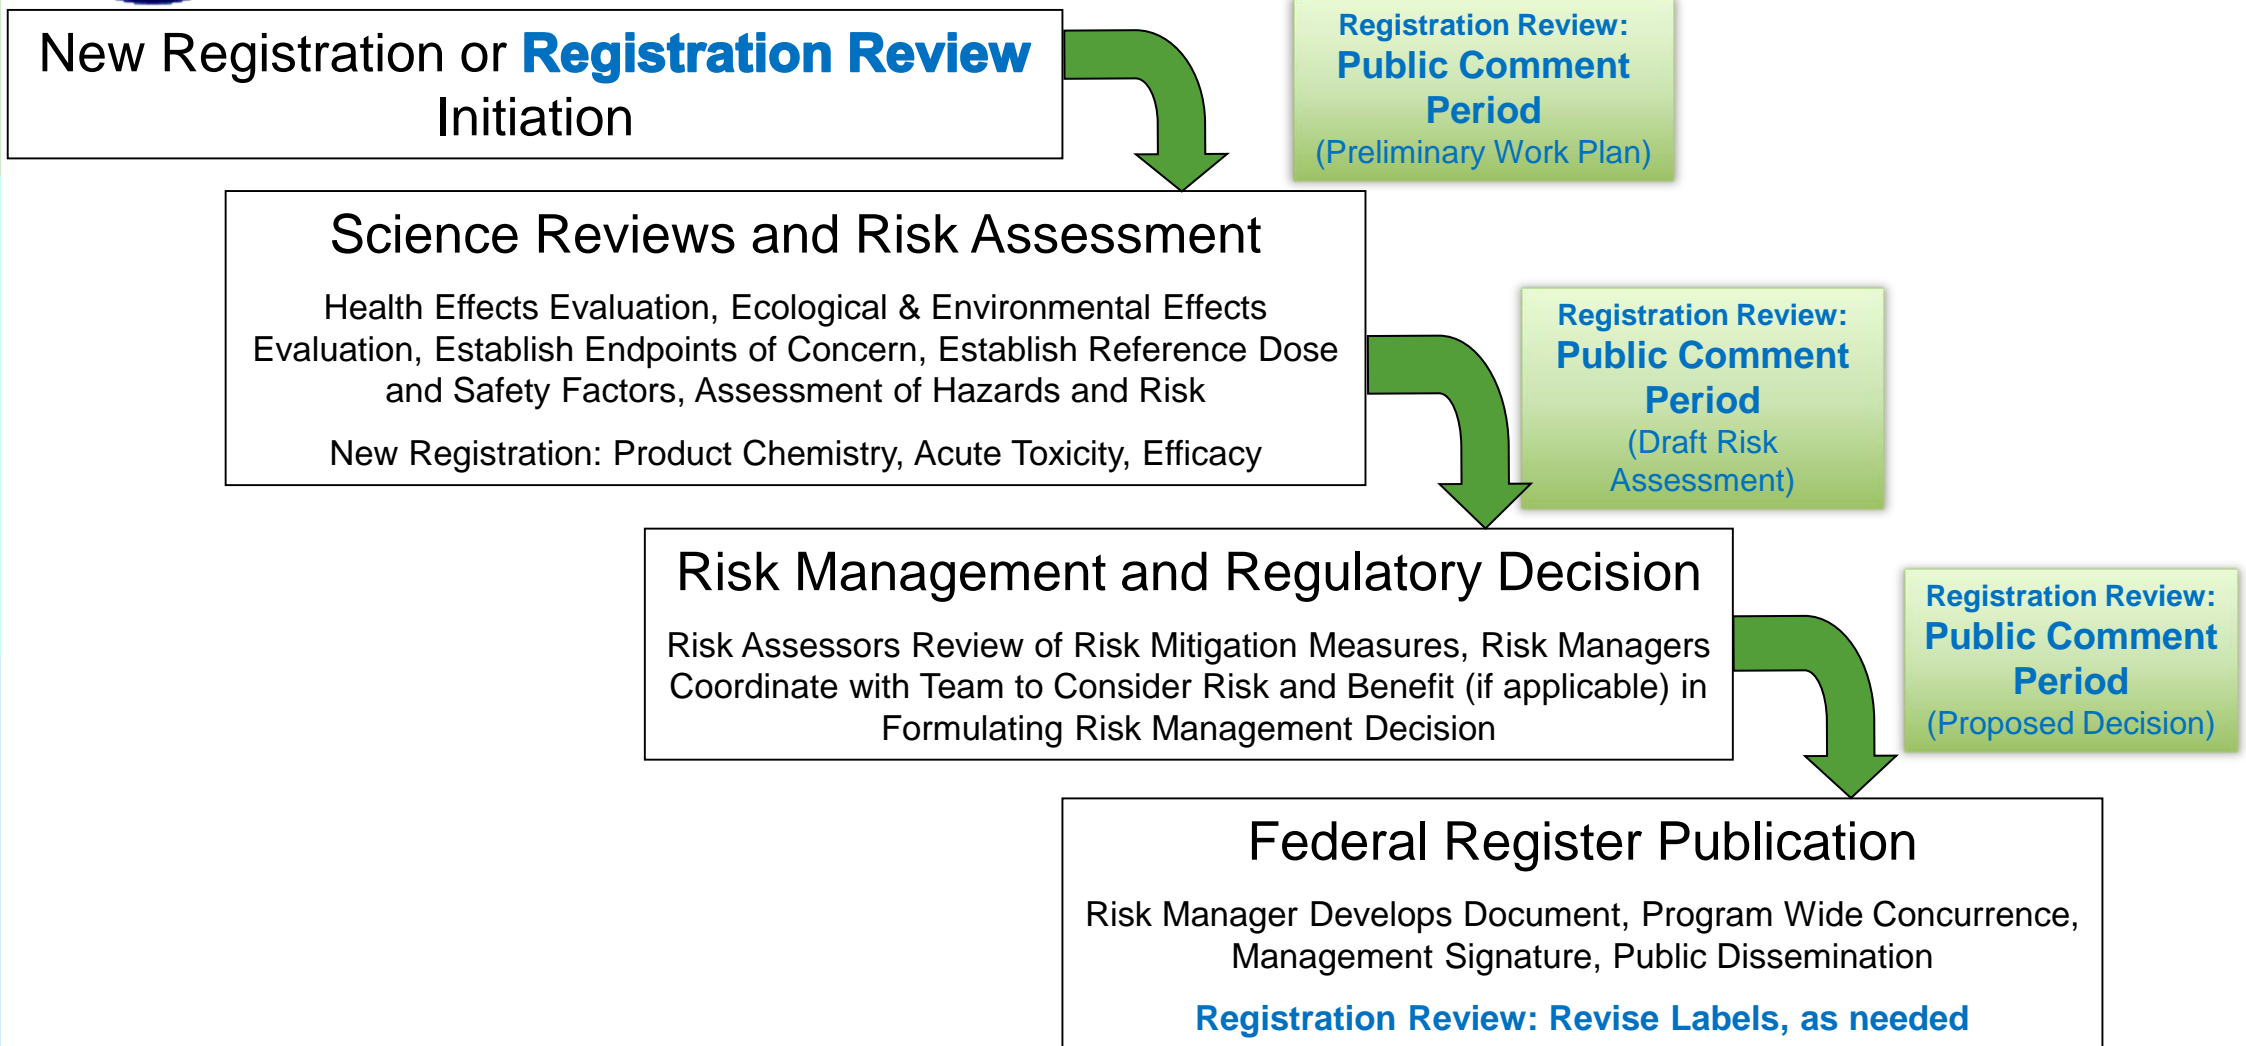 New Registration or Registration Review
Initiation
Registration Review:
Public Comment
Period
(Preliminary Work Plan)
Science Reviews and Risk Assessment
Health Effects Evaluation, Ecological & Environmental Effects
Evaluation, Establish Endpoints of Concern, Establish Reference Dose
and Safety Factors, Assessment of Hazards and Risk
New Registration: Product Chemistry, Acute Toxicity, Efficacy
Registration Review:
Public Comment
Period
(Draft Risk
Assessment)
Risk Management and Regulatory Decision
Risk Assessors Review of Risk Mitigation Measures, Risk Managers
Coordinate with Team to Consider Risk and Benefit (if applicable) in
Formulating Risk Management Decision
Registration Review:
Public Comment
Period
(Proposed Decision)
Federal Register Publication
Risk Manager Develops Document, Program Wide Concurrence,
Management Signature, Public Dissemination
Registration Review: Revise Labels, as needed